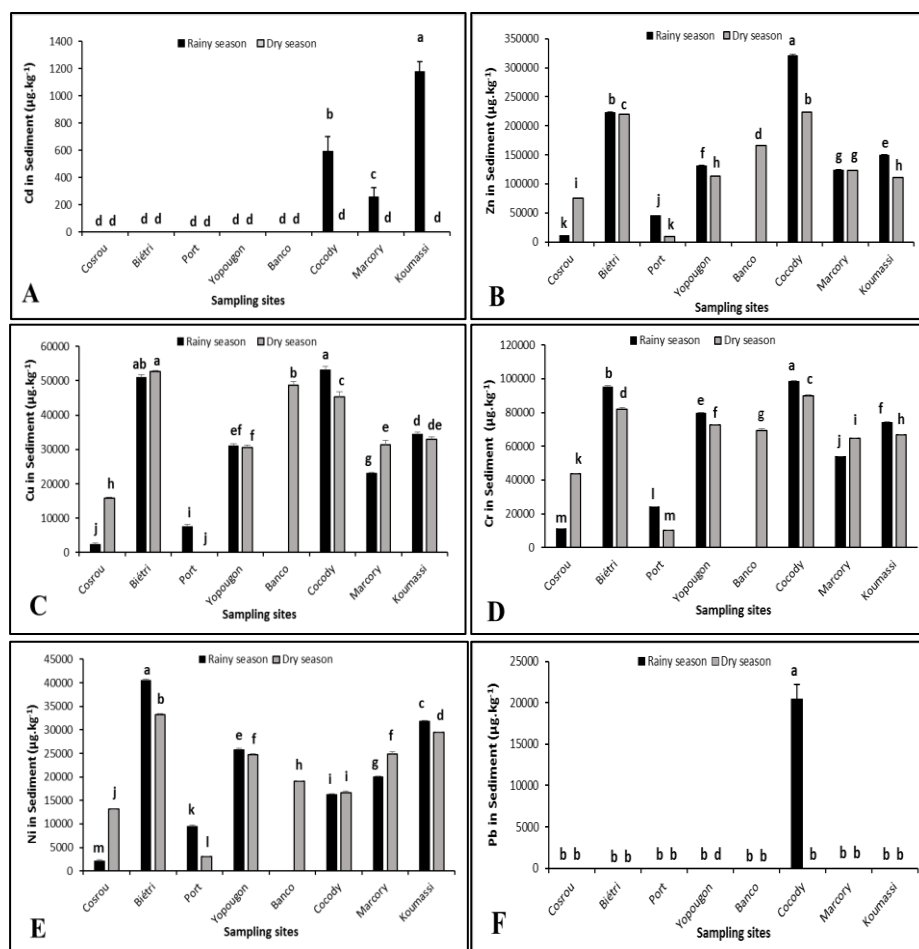 Rainy season Dry season
Cd in Sediment (µg.kg⁻¹)
1400
1200
1000
800
600
400
200
0
d d
d d
d d
d d
d d
b d
c d
a d
Cosrou Biétri Port Yopougon Banco Cocody Marcory Koumassi
Sampling sites
A
Rainy season Dry season
Zn in Sediment (µg.kg⁻¹)
350000
300000
250000
200000
150000
100000
50000
0
k i
b c
j k
f h
d
a b
g g
e h
Cosrou Biétri Port Yopougon Banco Cocody Marcory Koumassi
Sampling sites
B
Rainy season Dry season
Cu in Sediment (µg.kg⁻¹)
60000
50000
40000
30000
20000
10000
0
j h
ab a
i j
ef f
b
a c
g e
d de
Cosrou Biétri Port Yopougon Banco Cocody Marcory Koumassi
Sampling sites
C
Rainy season Dry season
Cr in Sediment (µg.kg⁻¹)
120000
100000
80000
60000
40000
20000
0
m k
b d
l m
e f
g
a c
j i
f h
Cosrou Biétri Port Yopougon Banco Cocody Marcory Koumassi
Sampling sites
D
Rainy season Dry season
Ni in Sediment (µg.kg⁻¹)
45000
40000
35000
30000
25000
20000
15000
10000
5000
0
m j
a b
k l
e f
h
i i
g f
c d
Cosrou Biétri Port Yopougon Banco Cocody Marcory Koumassi
Sampling sites
E
Rainy season Dry season
Pb in Sediment (µg.kg⁻¹)
25000
20000
15000
10000
5000
0
b b
b b
b b
b d
b b
a b
b b
b b
Cosrou Biétri Port Yopougon Banco Cocody Marcory Koumassi
Sampling sites
F